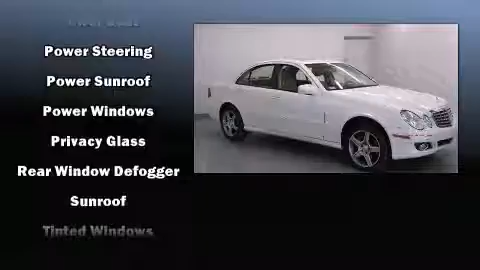 Power Steering
Power Sunroof
Power Windows
Privacy Glass
Rear Window Defogger
Sunroof
Tinted Windows